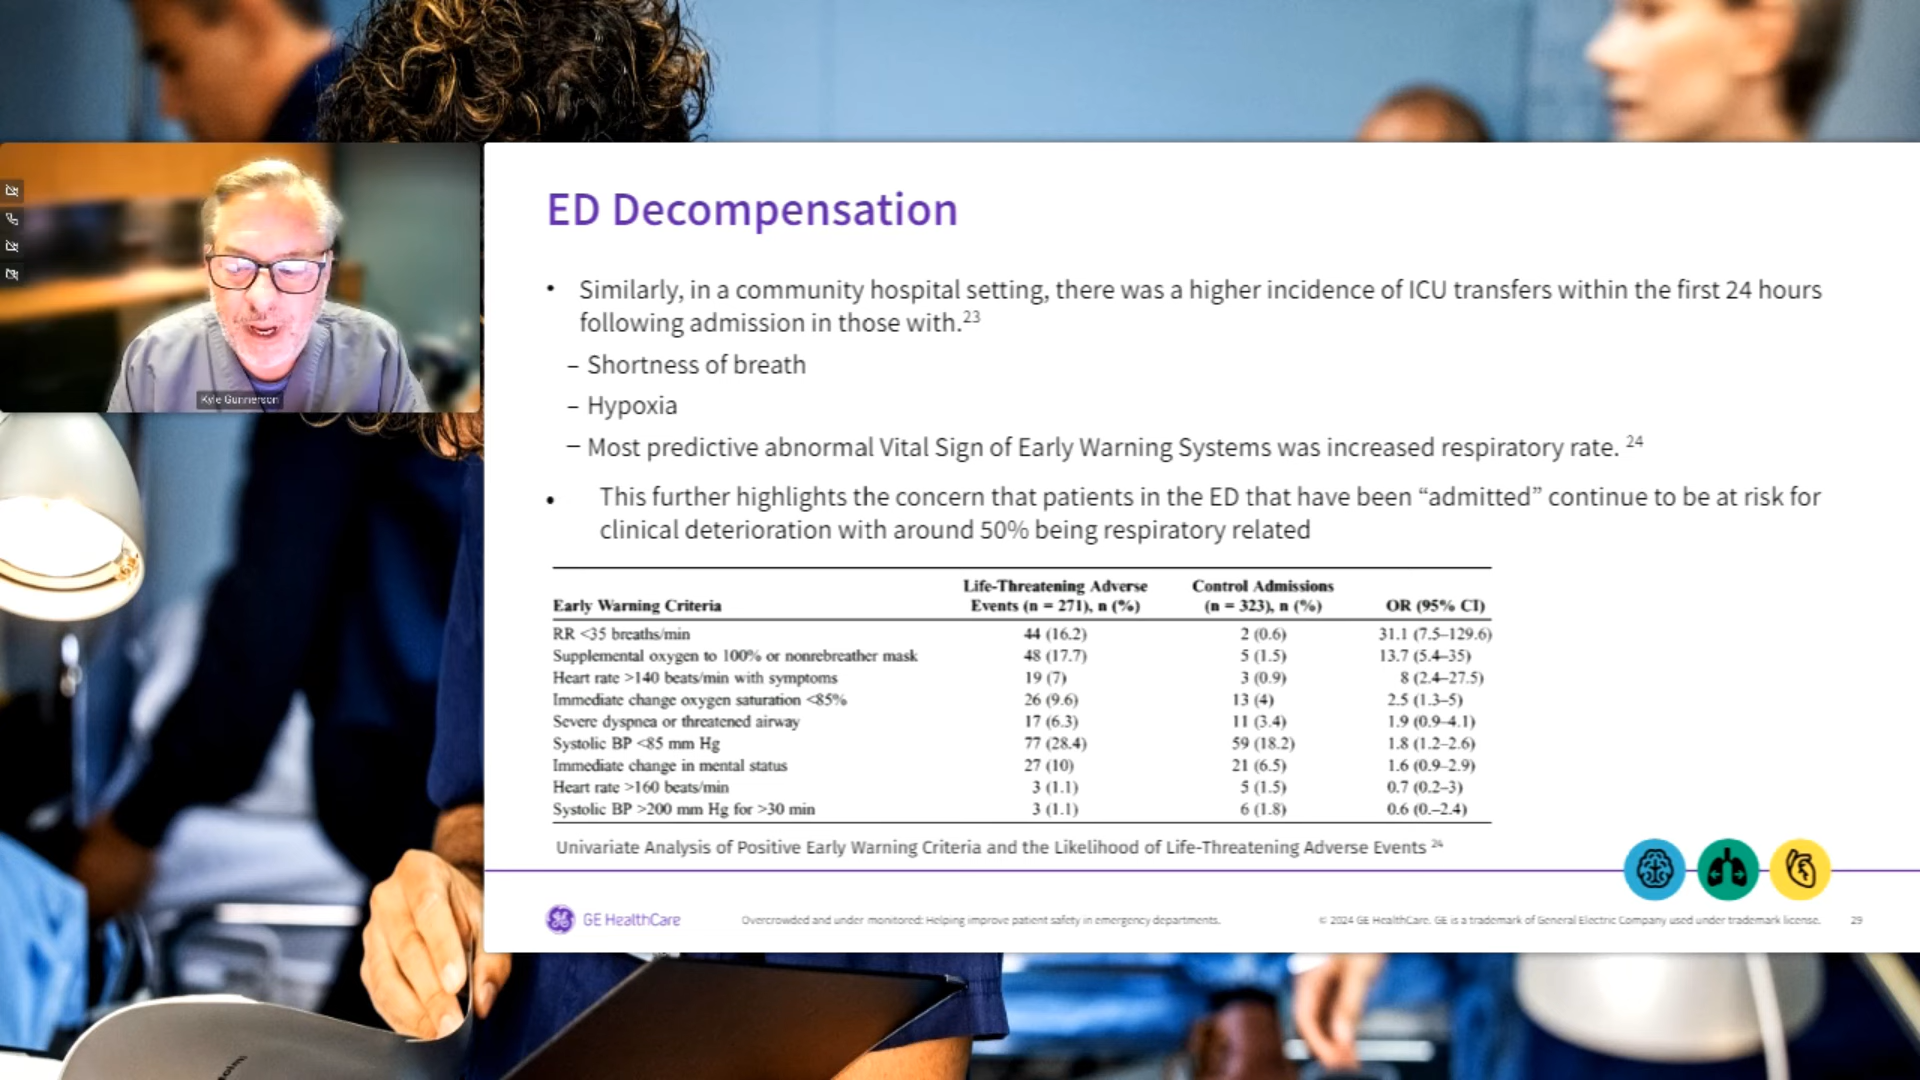 Kyle Gunnerson
ED Decompensation
• Similarly, in a community hospital setting, there was a higher incidence of ICU transfers within the first 24 hours
following admission in those with.23
– Shortness of breath
– Hypoxia
– Most predictive abnormal Vital Sign of Early Warning Systems was increased respiratory rate. 24
• This further highlights the concern that patients in the ED that have been “admitted” continue to be at risk for
clinical deterioration with around 50% being respiratory related
Life-Threatening Adverse Control Admissions
Early Warning Criteria Events (n = 271), n (%) (n = 323), n (%) OR (95% CI)
RR <35 breaths/min 44 (16.2) 2 (0.6) 31.1 (7.5–129.6)
Supplemental oxygen to 100% or nonrebreather mask 48 (17.7) 5 (1.5) 13.7 (5.4–35)
Heart rate >140 beats/min with symptoms 19 (7) 3 (0.9) 8 (2.4–27.5)
Immediate change oxygen saturation <85% 26 (9.6) 13 (4) 2.5 (1.3–5)
Severe dyspnea or threatened airway 17 (6.3) 11 (3.4) 1.9 (0.9–4.1)
Systolic BP <85 mm Hg 77 (28.4) 59 (18.2) 1.8 (1.2–2.6)
Immediate change in mental status 27 (10) 21 (6.5) 1.6 (0.9–2.9)
Heart rate >160 beats/min 3 (1.1) 5 (1.5) 0.7 (0.2–3)
Systolic BP >200 mm Hg for >30 min 3 (1.1) 6 (1.8) 0.6 (0.–2.4)
Univariate Analysis of Positive Early Warning Criteria and the Likelihood of Life-Threatening Adverse Events 24
GE HealthCare Overcrowded and under monitored: Helping improve patient safety in emergency departments. © 2024 GE HealthCare. GE is a trademark of General Electric Company used under trademark license. 29